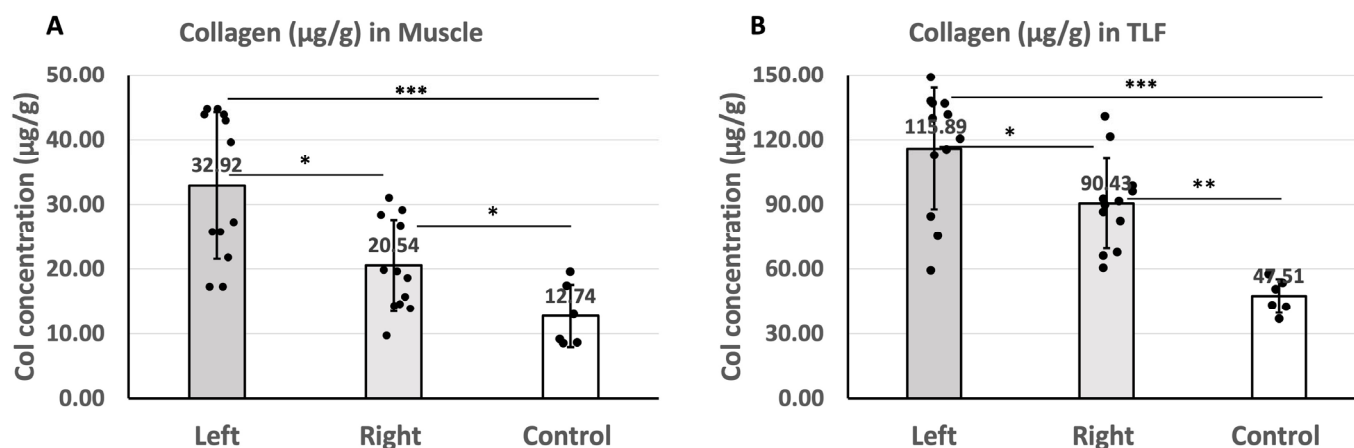 A
Collagen (µg/g) in Muscle
Col concentration (µg/g)
50.00
40.00
30.00
20.00
10.00
0.00
***
*
*
32.92
20.54
12.74
Left
Right
Control
B
Collagen (µg/g) in TLF
Col concentration (µg/g)
150.00
120.00
90.00
60.00
30.00
0.00
***
*
**
115.89
90.43
47.51
Left
Right
Control